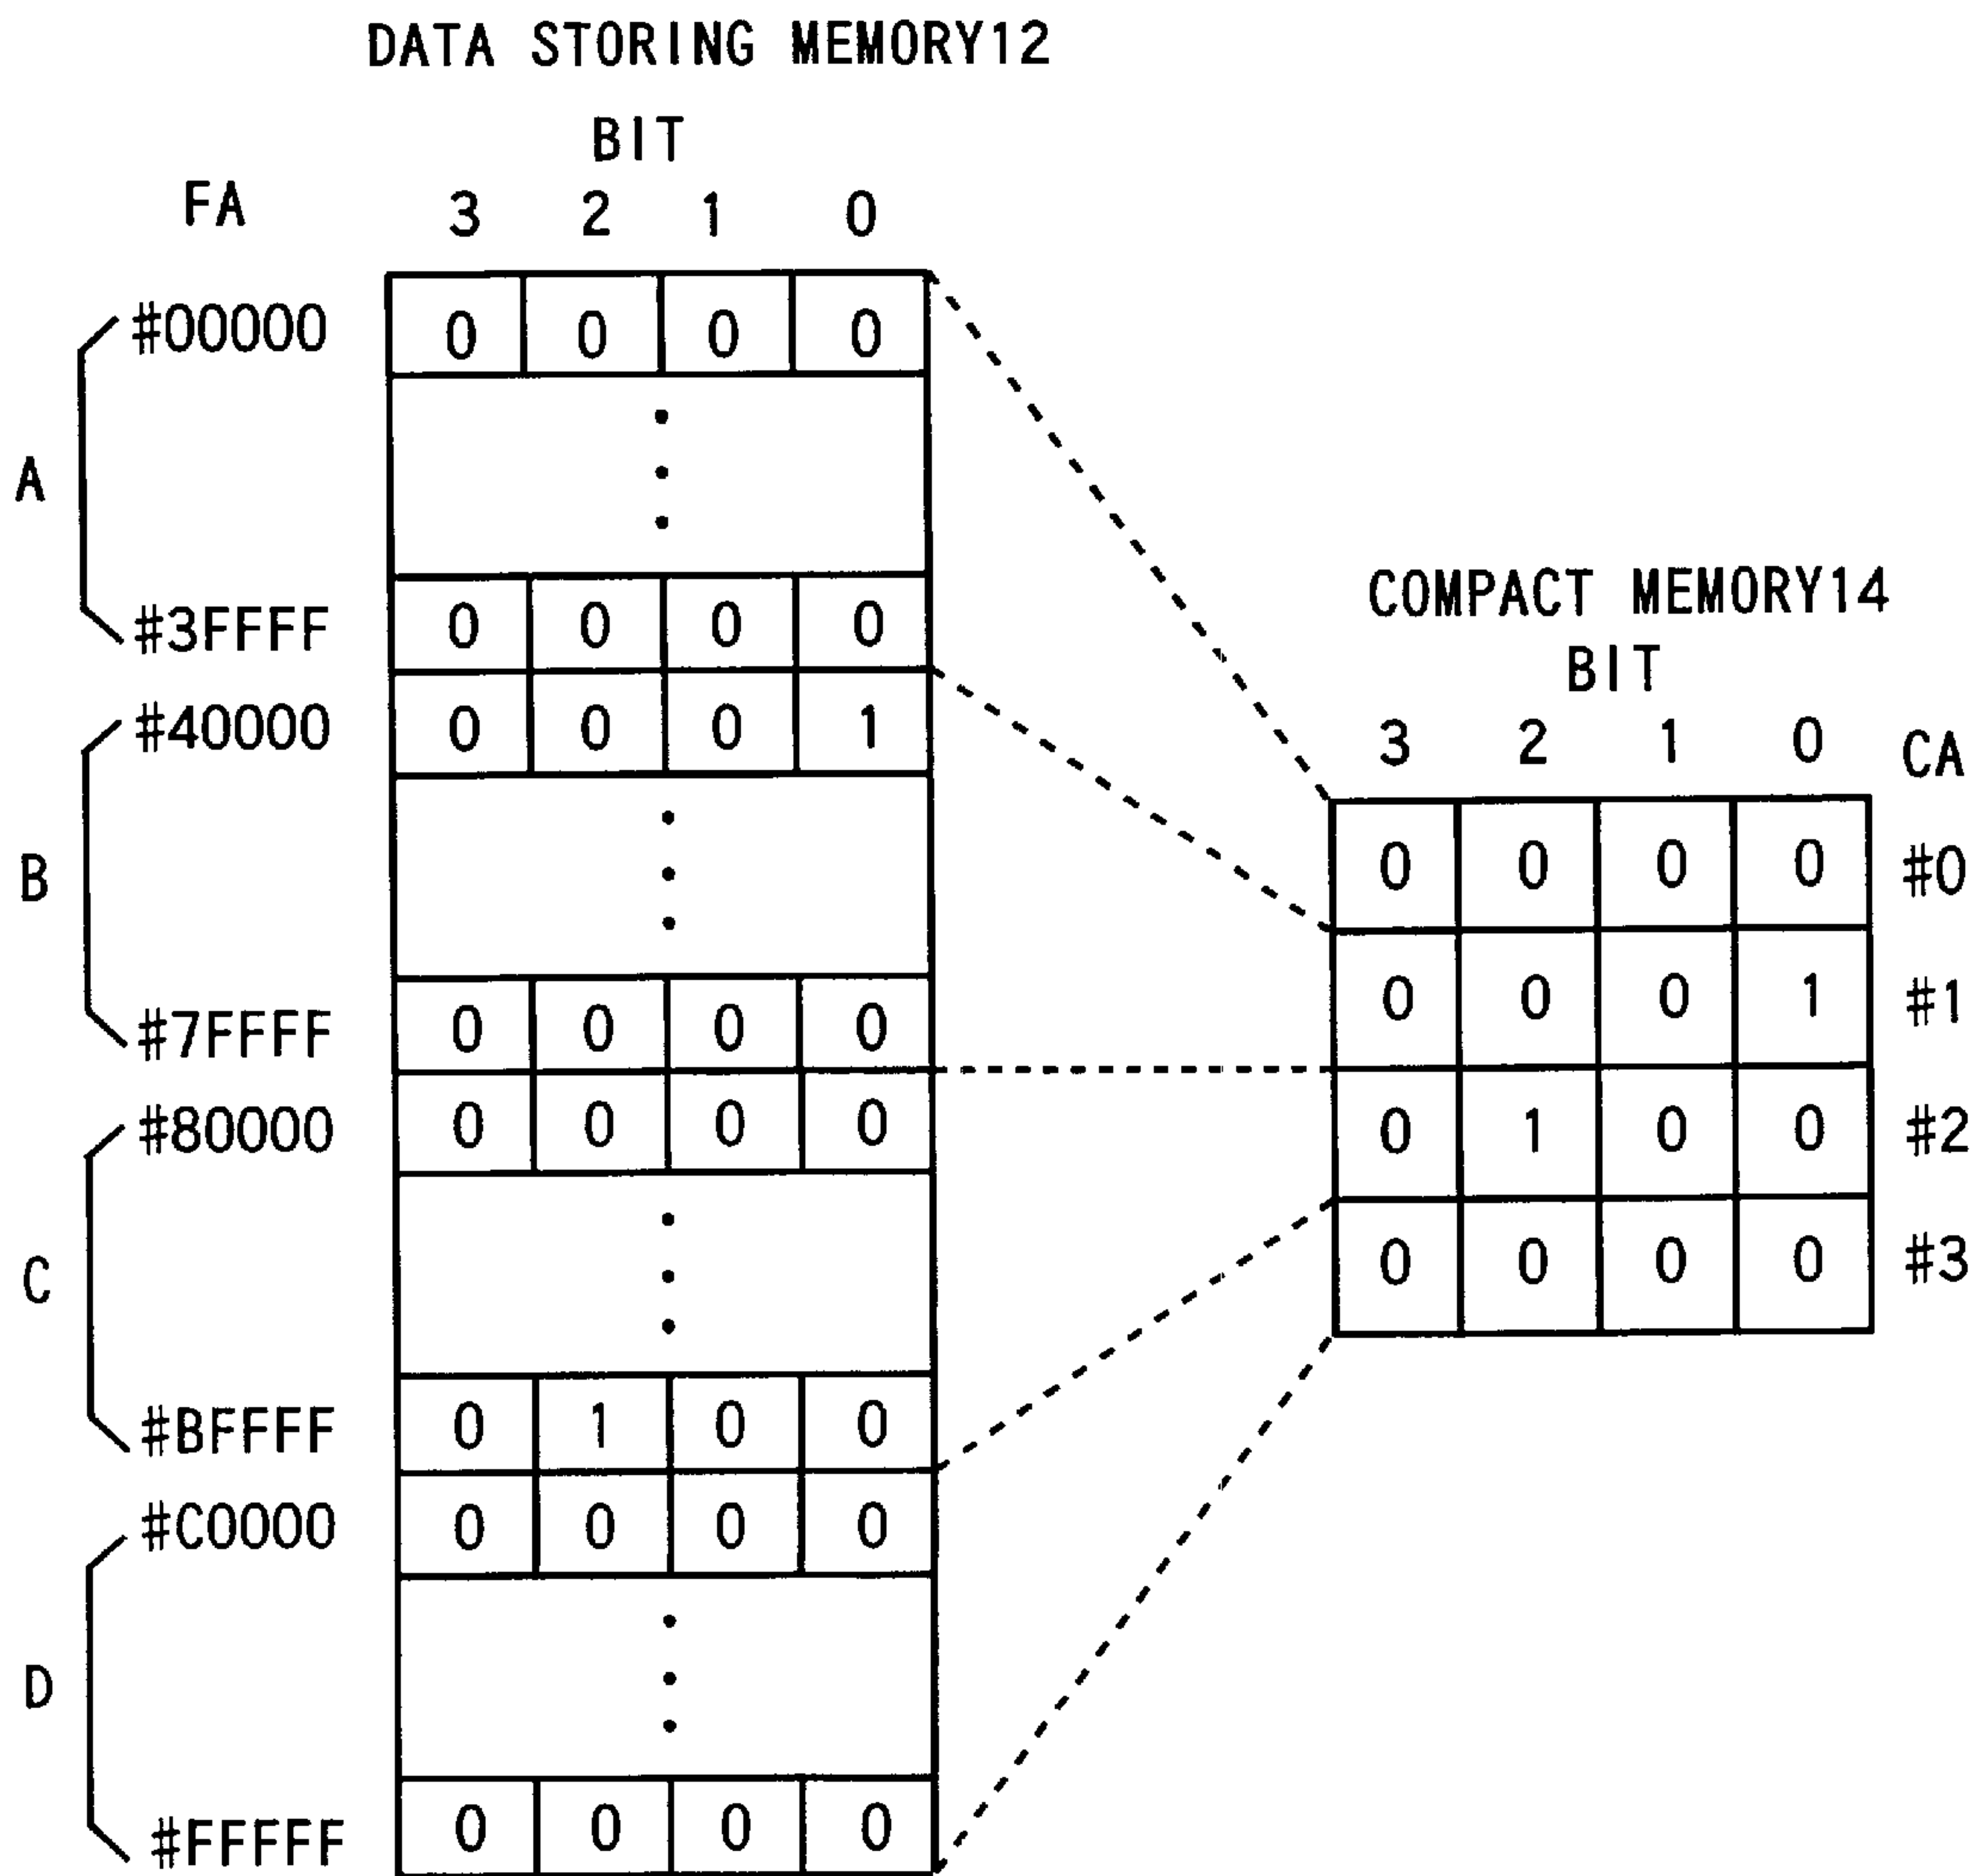 DATA STORING MEMORY12
BIT
FA 3 2 1 0
#00000 0 0 0 0
A
#3FFFF 0 0 0 0
#40000 0 0 0 1
B
#7FFFF 0 0 0 0
#80000 0 0 0 0
C
#BFFFF 0 1 0 0
#C0000 0 0 0 0
D
#FFFFF 0 0 0 0
COMPACT MEMORY14
BIT
3 2 1 0 CA
0 0 0 0 #0
0 0 0 1 #1
0 1 0 0 #2
0 0 0 0 #3